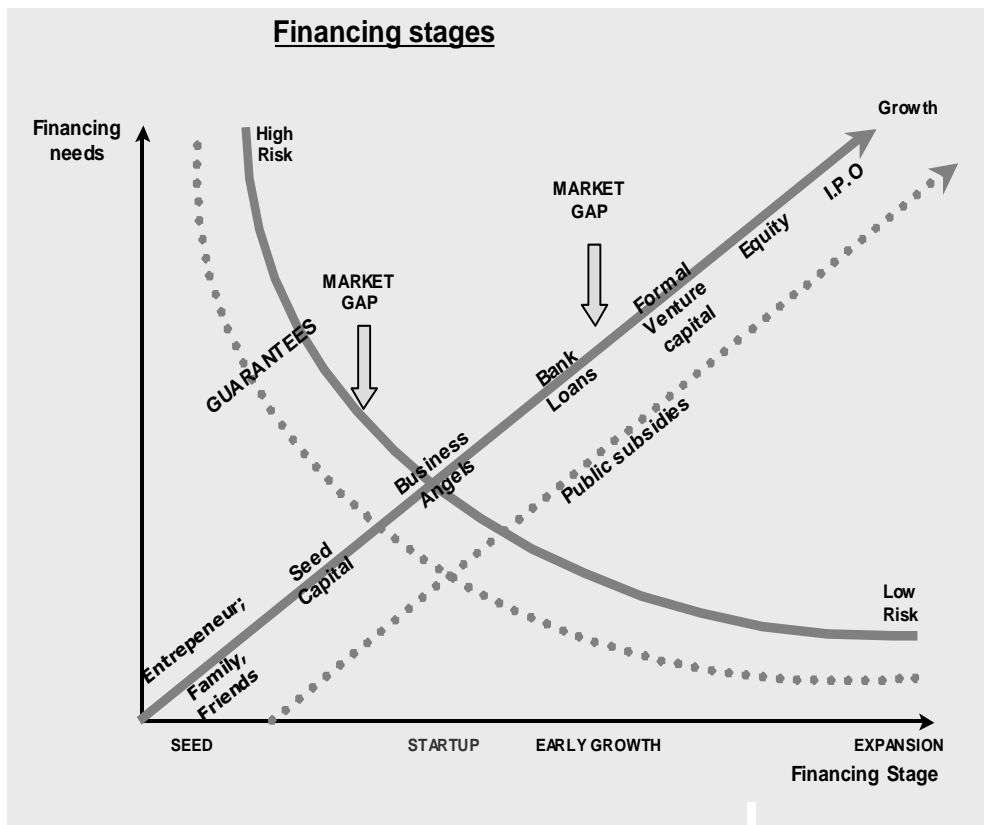 Financing stages
Growth
Financing
needs
High
Risk
I.P.O
MARKET
GAP
Equity
MARKET
GAP
Formal
Venture
capital
GUARANTEES
Bank
Loans
Public subsidies
Business
Angels
Seed
Capital
Low
Risk
Entrepeneur;
Family,
Friends
SEED
STARTUP
EARLY GROWTH
EXPANSION
Financing Stage